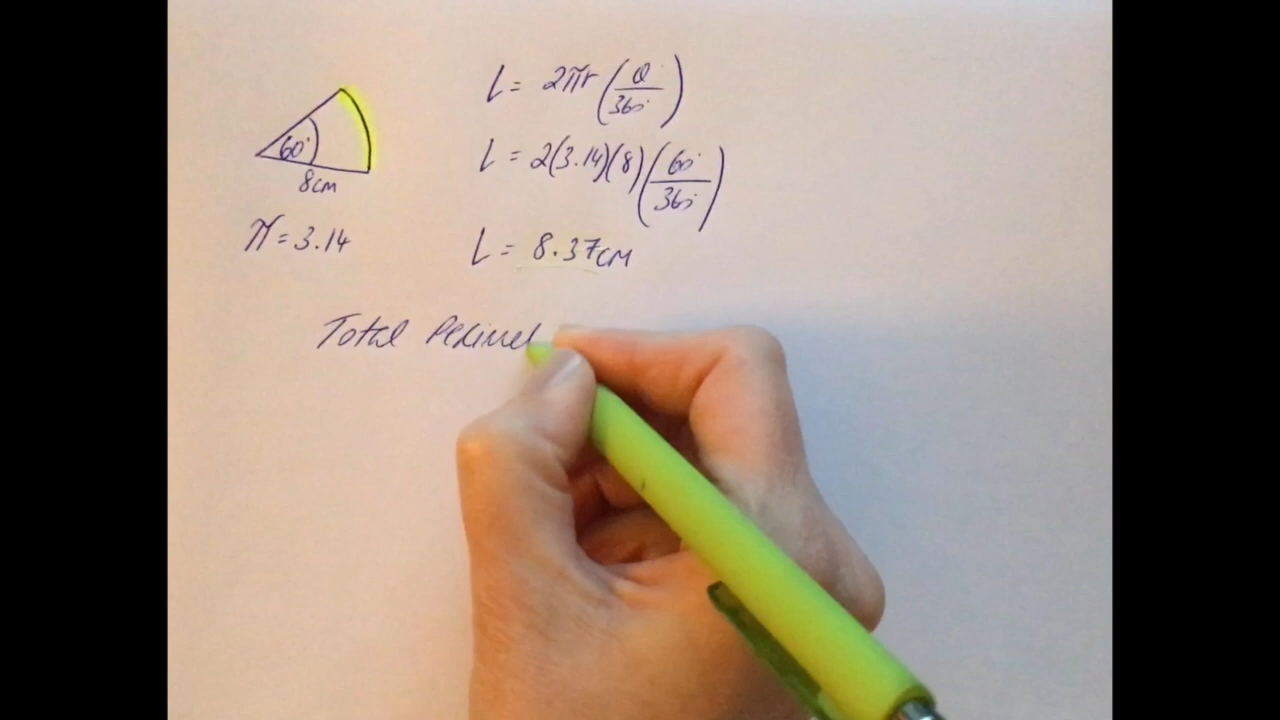 60°
8cm
π = 3.14
L = 2πr (θ/360°)
L = 2(3.14)(8) (60°/360°)
L = 8.37cm
Total Perimet